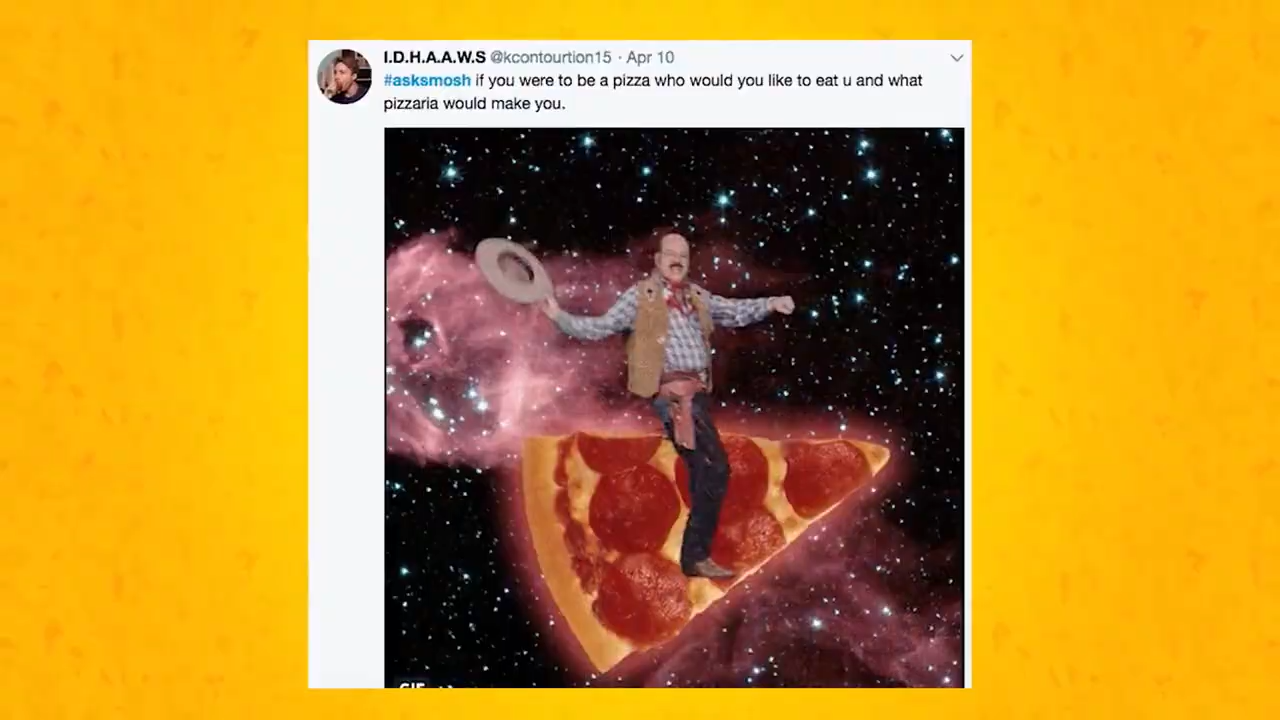 I.D.H.A.A.W.S @kcontourtion15 · Apr 10
#asksmosh if you were to be a pizza who would you like to eat u and what
pizzaria would make you.
GIF